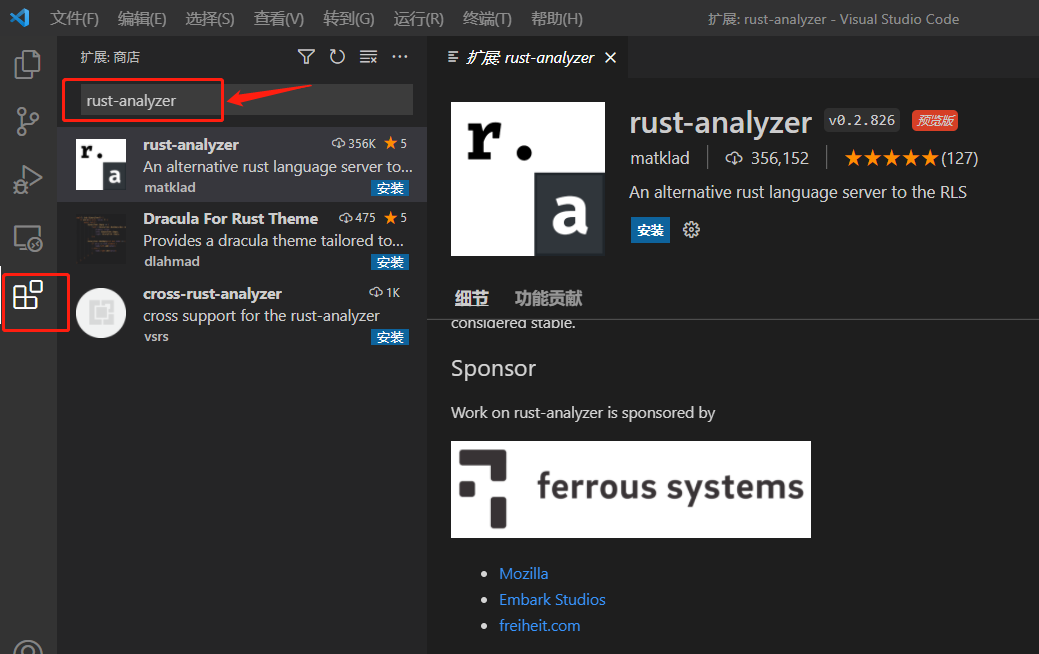 文件(F) 编辑(E) 选择(S) 查看(V) 转到(G) 运行(R) 终端(T) 帮助(H) 扩展: rust-analyzer - Visual Studio Code
扩展: 商店
rust-analyzer
rust-analyzer 356K ★ 5
An alternative rust language server to...
matklad 安装
Dracula For Rust Theme 475 ★ 5
Provides a dracula theme tailored to...
dlahmad 安装
cross-rust-analyzer 1K
cross support for the rust-analyzer
vsrs 安装
扩展: rust-analyzer
r.
a
rust-analyzer v0.2.826 预览版
matklad 356,152 ★★★★★(127)
An alternative rust language server to the RLS
安装
细节 功能贡献
considered stable.
Sponsor
Work on rust-analyzer is sponsored by
ferrous systems
Mozilla
Embark Studios
freiheit.com